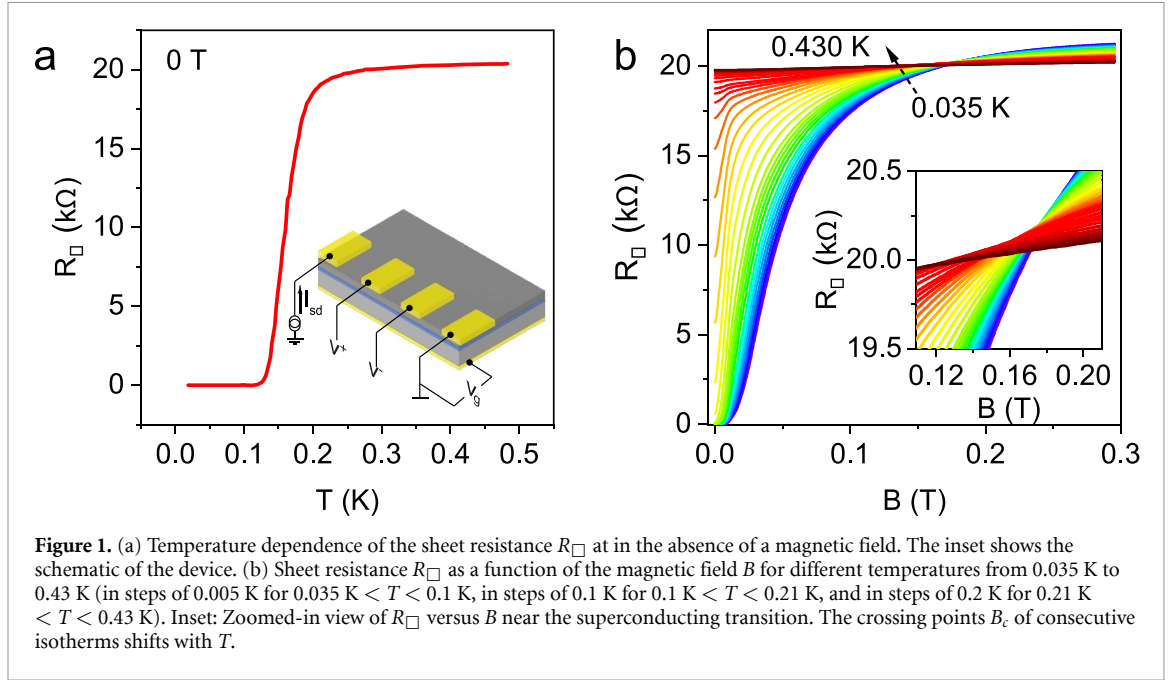 a
0 T
R□ (kΩ)
20
15
10
5
0
Isd
V+
V-
Vg
0.0 0.1 0.2 0.3 0.4 0.5
T (K)
b
0.430 K
0.035 K
R□ (kΩ)
20
15
10
5
0
0.0 0.1 0.2 0.3
B (T)
20.5
20.0
19.5
R□ (kΩ)
0.12 0.16 0.20
B (T)
Figure 1. (a) Temperature dependence of the sheet resistance R□ at in the absence of a magnetic field. The inset shows the
schematic of the device. (b) Sheet resistance R□ as a function of the magnetic field B for different temperatures from 0.035 K to
0.43 K (in steps of 0.005 K for 0.035 K < T < 0.1 K, in steps of 0.1 K for 0.1 K < T < 0.21 K, and in steps of 0.2 K for 0.21 K
< T < 0.43 K). Inset: Zoomed-in view of R□ versus B near the superconducting transition. The crossing points Bc of consecutive
isotherms shifts with T.